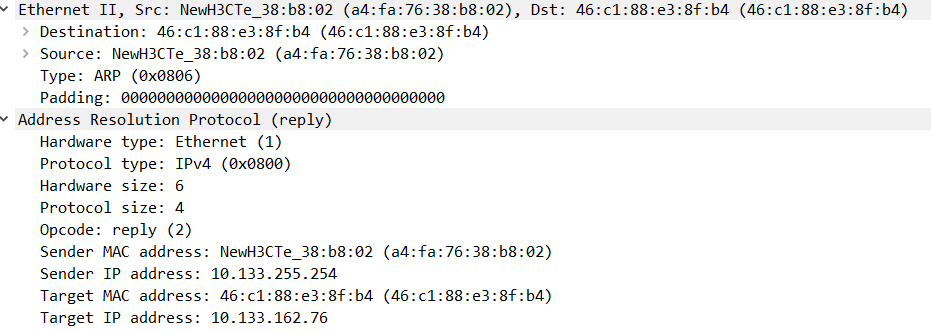 Ethernet II, Src: NewH3CTe_38:b8:02 (a4:fa:76:38:b8:02), Dst: 46:c1:88:e3:8f:b4 (46:c1:88:e3:8f:b4)
Destination: 46:c1:88:e3:8f:b4 (46:c1:88:e3:8f:b4)
Source: NewH3CTe_38:b8:02 (a4:fa:76:38:b8:02)
Type: ARP (0x0806)
Padding: 000000000000000000000000000000000000
Address Resolution Protocol (reply)
Hardware type: Ethernet (1)
Protocol type: IPv4 (0x0800)
Hardware size: 6
Protocol size: 4
Opcode: reply (2)
Sender MAC address: NewH3CTe_38:b8:02 (a4:fa:76:38:b8:02)
Sender IP address: 10.133.255.254
Target MAC address: 46:c1:88:e3:8f:b4 (46:c1:88:e3:8f:b4)
Target IP address: 10.133.162.76